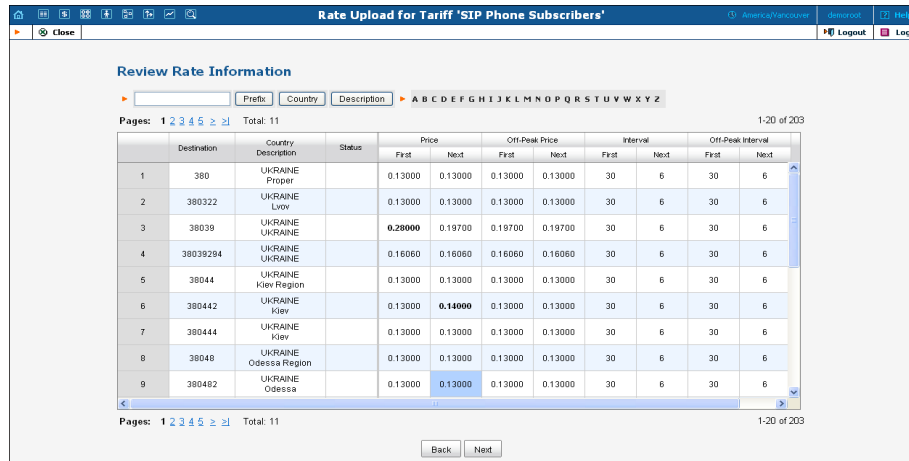 Rate Upload for Tariff 'SIP Phone Subscribers' America/Vancouver demoroot Help
Close Logout Log
Review Rate Information
Prefix Country Description A B C D E F G H I J K L M N O P Q R S T U V W X Y Z
Pages: 1 2 3 4 5 > >| Total: 11 1-20 of 203
Destination Country Description Status Price Off-Peak Price Interval Off-Peak Interval
First Next First Next First Next First Next
1 380 UKRAINE Proper 0.13000 0.13000 0.13000 0.13000 30 6 30 6
2 380322 UKRAINE Lvov 0.13000 0.13000 0.13000 0.13000 30 6 30 6
3 38039 UKRAINE UKRAINE 0.28000 0.19700 0.19700 0.19700 30 6 30 6
4 38039294 UKRAINE UKRAINE 0.16060 0.16060 0.16060 0.16060 30 6 30 6
5 38044 UKRAINE Kiev Region 0.13000 0.13000 0.13000 0.13000 30 6 30 6
6 380442 UKRAINE Kiev 0.13000 0.14000 0.13000 0.13000 30 6 30 6
7 380444 UKRAINE Kiev 0.13000 0.13000 0.13000 0.13000 30 6 30 6
8 38048 UKRAINE Odessa Region 0.13000 0.13000 0.13000 0.13000 30 6 30 6
9 380482 UKRAINE Odessa 0.13000 0.13000 0.13000 0.13000 30 6 30 6
Pages: 1 2 3 4 5 > >| Total: 11 1-20 of 203
Back Next